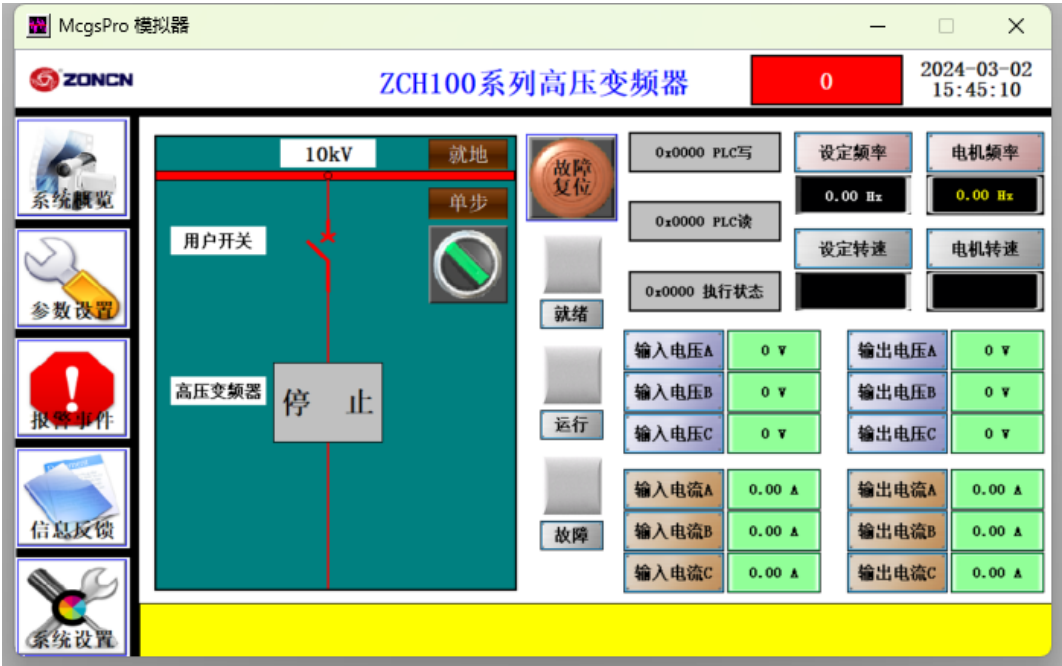 McgsPro 模拟器
ZONCN
ZCH100系列高压变频器
0
2024-03-02
15:45:10
系统概览
参数设置
报警事件
信息反馈
系统设置
10kV
就地
单步
用户开关
高压变频器
停 止
故障
复位
就绪
运行
故障
0x0000 PLC写
0x0000 PLC读
0x0000 执行状态
设定频率
电机频率
0.00 Hz
0.00 Hz
设定转速
电机转速
输入电压A
0 V
输出电压A
0 V
输入电压B
0 V
输出电压B
0 V
输入电压C
0 V
输出电压C
0 V
输入电流A
0.00 A
输出电流A
0.00 A
输入电流B
0.00 A
输出电流B
0.00 A
输入电流C
0.00 A
输出电流C
0.00 A